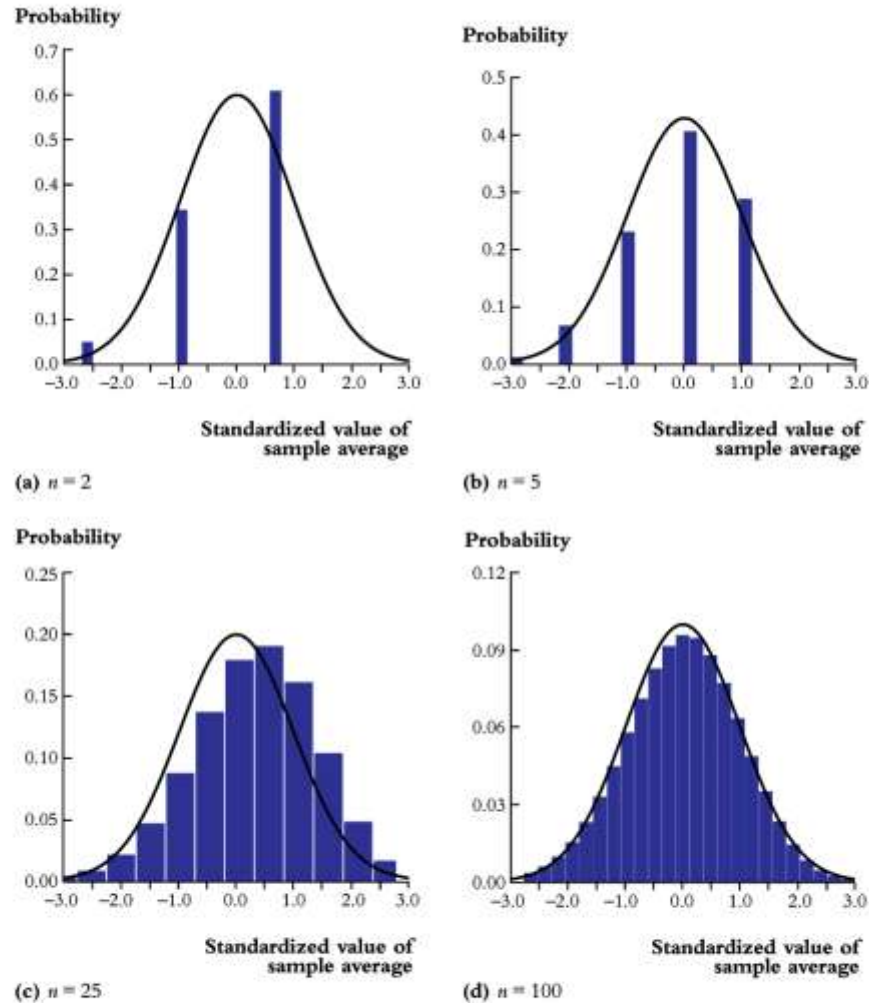 Probability
0.7
0.6
0.5
0.4
0.3
0.2
0.1
0.0
–3.0 –2.0 –1.0 0.0 1.0 2.0 3.0
Standardized value of
sample average
(a) n = 2
Probability
0.5
0.4
0.3
0.2
0.1
0.0
–3.0 –2.0 –1.0 0.0 1.0 2.0 3.0
Standardized value of
sample average
(b) n = 5
Probability
0.25
0.20
0.15
0.10
0.05
0.00
–3.0 –2.0 –1.0 0.0 1.0 2.0 3.0
Standardized value of
sample average
(c) n = 25
Probability
0.12
0.09
0.06
0.03
0.00
–3.0 –2.0 –1.0 0.0 1.0 2.0 3.0
Standardized value of
sample average
(d) n = 100